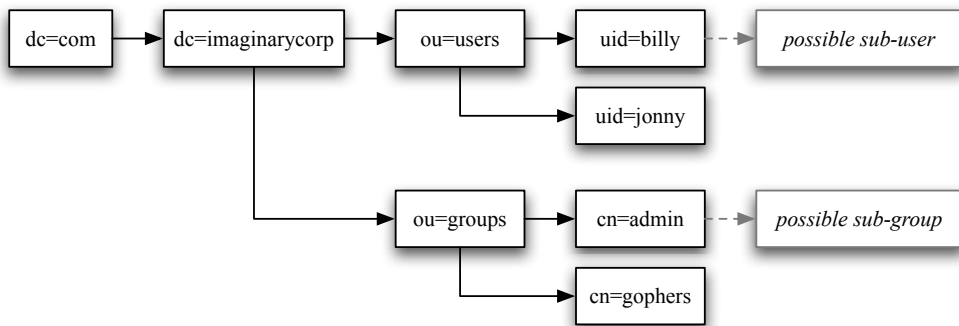 dc=com
dc=imaginarycorp
ou=users
uid=billy
possible sub-user
uid=jonny
ou=groups
cn=admin
possible sub-group
cn=gophers